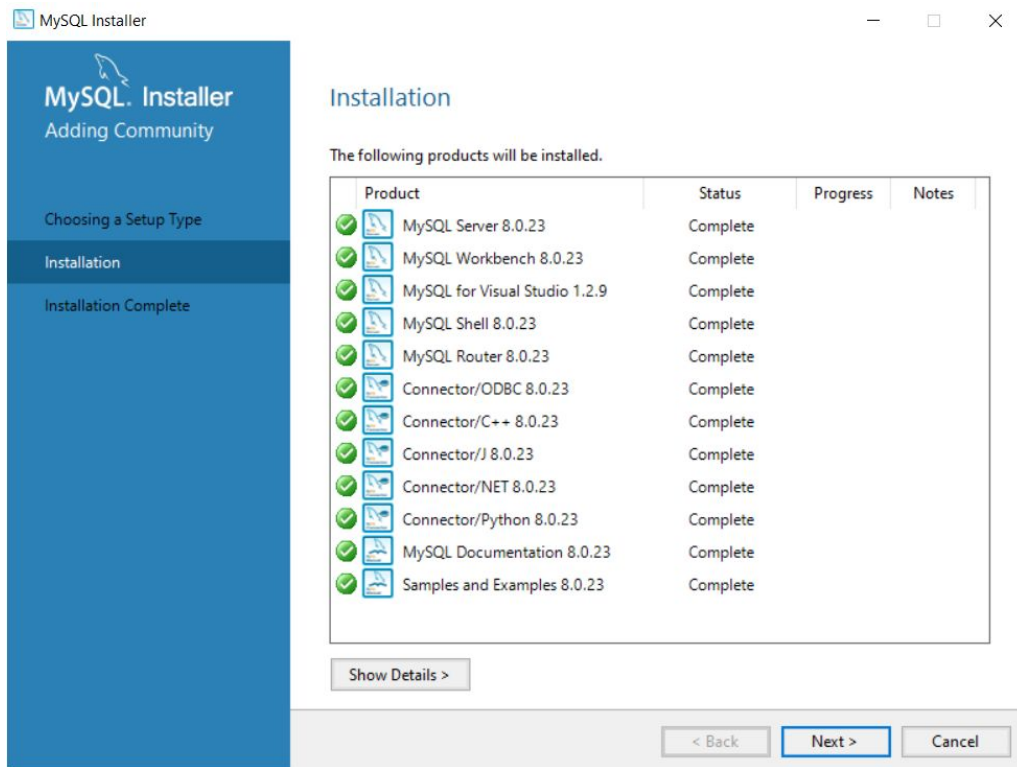 MySQL Installer
MySQL. Installer
Adding Community
Choosing a Setup Type
Installation
Installation Complete
Installation
The following products will be installed.
Product Status Progress Notes
MySQL Server 8.0.23 Complete
MySQL Workbench 8.0.23 Complete
MySQL for Visual Studio 1.2.9 Complete
MySQL Shell 8.0.23 Complete
MySQL Router 8.0.23 Complete
Connector/ODBC 8.0.23 Complete
Connector/C++ 8.0.23 Complete
Connector/J 8.0.23 Complete
Connector/NET 8.0.23 Complete
Connector/Python 8.0.23 Complete
MySQL Documentation 8.0.23 Complete
Samples and Examples 8.0.23 Complete
Show Details >
< Back Next > Cancel